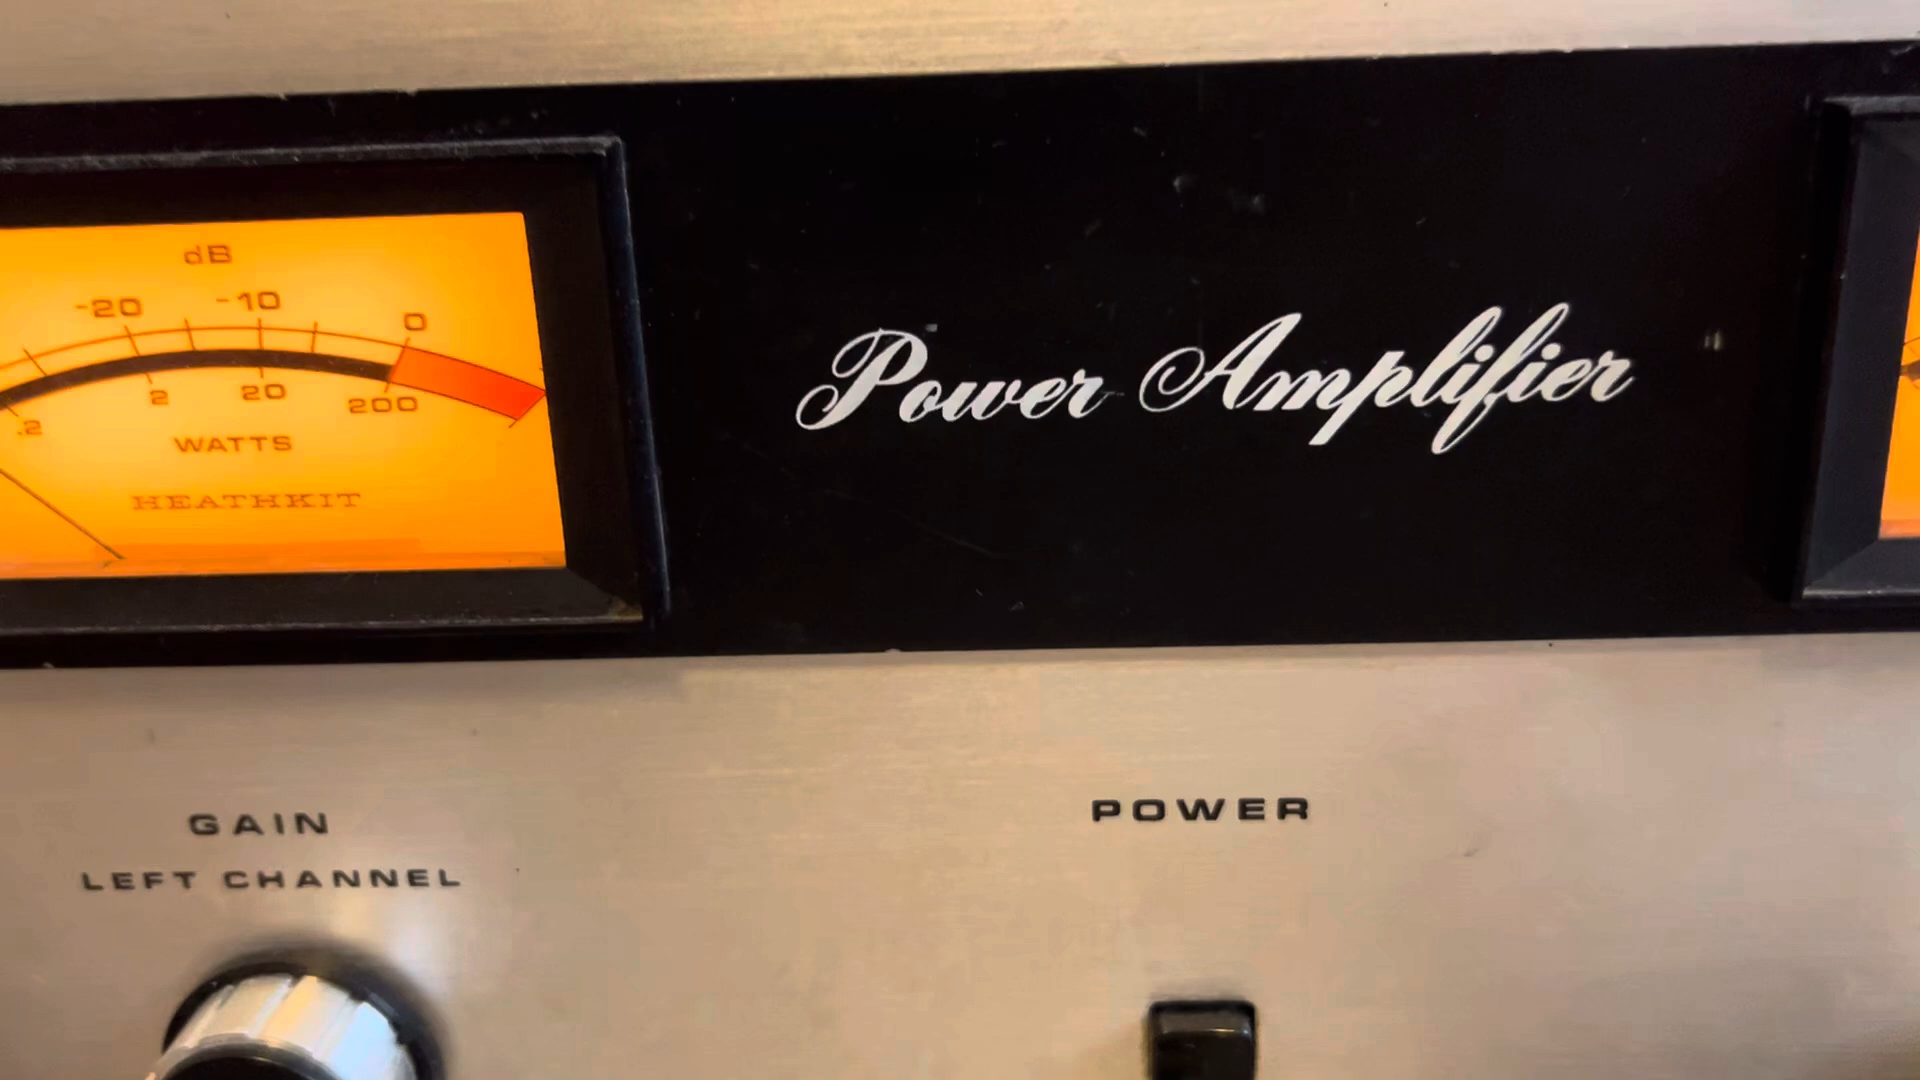 dB
-20 -10 0
.2 2 20 200
WATTS
HEATHKIT
Power Amplifier
GAIN
LEFT CHANNEL
POWER